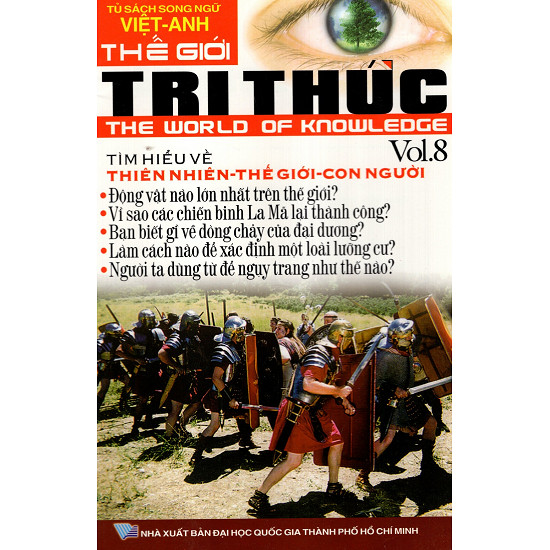 TỦ SÁCH SONG NGỮ
VIỆT-ANH
THẾ GIỚI
TRI THỨC
THE WORLD OF KNOWLEDGE
Vol.8
TÌM HIỂU VỀ
THIÊN NHIÊN-THẾ GIỚI-CON NGƯỜI
•Động vật nào lớn nhất trên thế giới?
•Vì sao các chiến binh La Mã lại thành công?
•Bạn biết gì về dòng chảy của đại dương?
•Làm cách nào để xác định một loài lưỡng cư?
•Người ta dùng từ để ngụy trang như thế nào?
NHÀ XUẤT BẢN ĐẠI HỌC QUỐC GIA THÀNH PHỐ HỒ CHÍ MINH